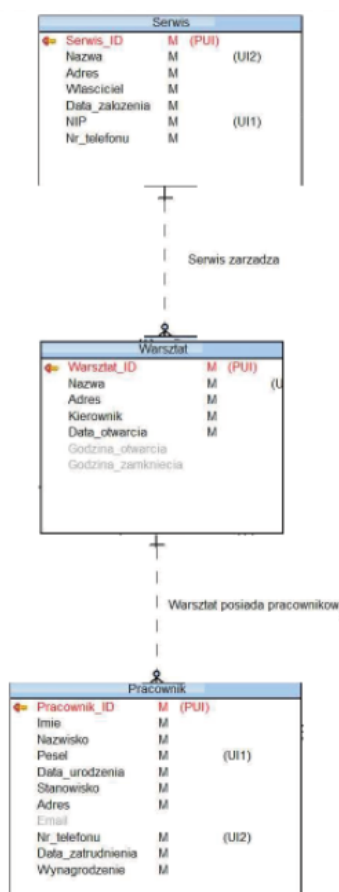 Serwis
Serwis_ID M (PUI)
Nazwa M (UI2)
Adres M
Wlasciciel M
Data_zalozenia M
NIP M (UI1)
Nr_telefonu M
Serwis zarzadza
Warsztat
Warsztat_ID M (PUI)
Nazwa M (U
Adres M
Kierownik M
Data_otwarcia M
Godzina_otwarcia
Godzina_zamkniecia
Warsztat posiada pracownikow
Pracownik
Pracownik_ID M (PUI)
Imie M
Nazwisko M
Pesel M (UI1)
Data_urodzenia M
Stanowisko M
Adres M
Email
Nr_telefonu M (UI2)
Data_zatrudnienia M
Wynagrodzenie M